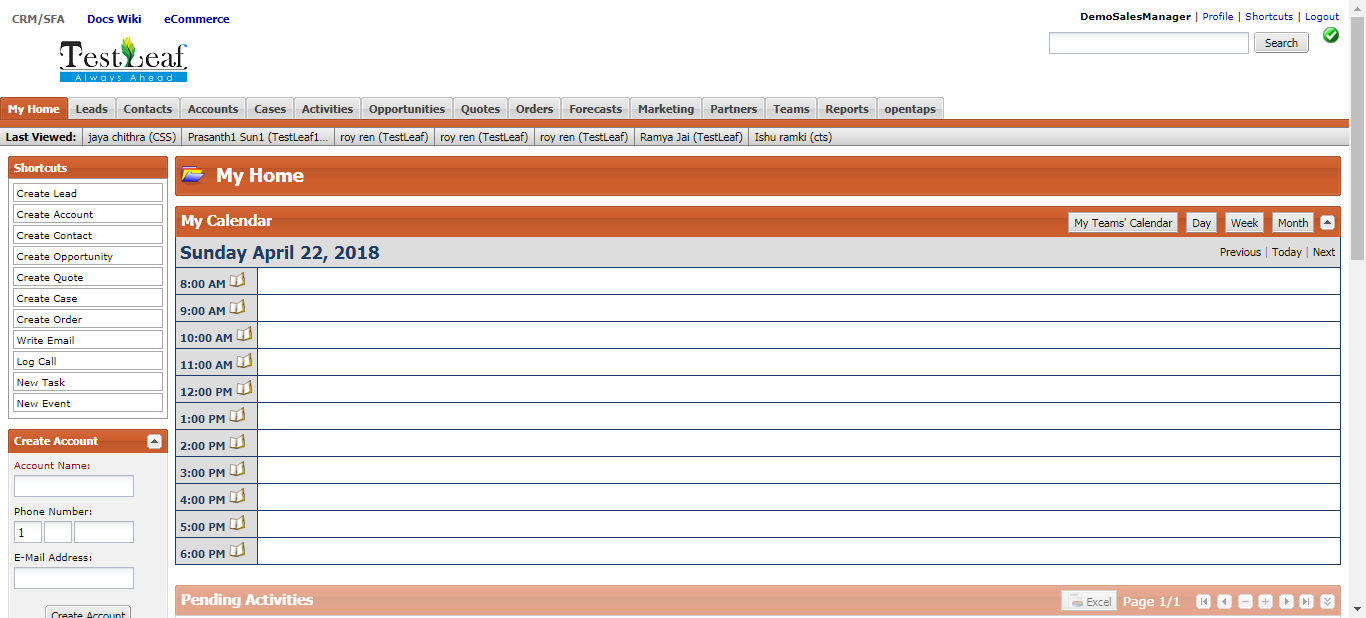 CRM/SFA Docs Wiki eCommerce
DemoSalesManager | Profile | Shortcuts | Logout
TestLeaf
Always Ahead
Search
My Home Leads Contacts Accounts Cases Activities Opportunities Quotes Orders Forecasts Marketing Partners Teams Reports opentaps
Last Viewed: jaya chithra (CSS) Prasanth1 Sun1 (TestLeaf1... roy ren (TestLeaf) roy ren (TestLeaf) roy ren (TestLeaf) Ramya Jai (TestLeaf) Ishu ramki (cts)
Shortcuts
Create Lead
Create Account
Create Contact
Create Opportunity
Create Quote
Create Case
Create Order
Write Email
Log Call
New Task
New Event
Create Account
Account Name:
Phone Number:
1
E-Mail Address:
Create Account
My Home
My Calendar
My Teams' Calendar Day Week Month
Sunday April 22, 2018
Previous | Today | Next
8:00 AM
9:00 AM
10:00 AM
11:00 AM
12:00 PM
1:00 PM
2:00 PM
3:00 PM
4:00 PM
5:00 PM
6:00 PM
Pending Activities
Excel Page 1/1